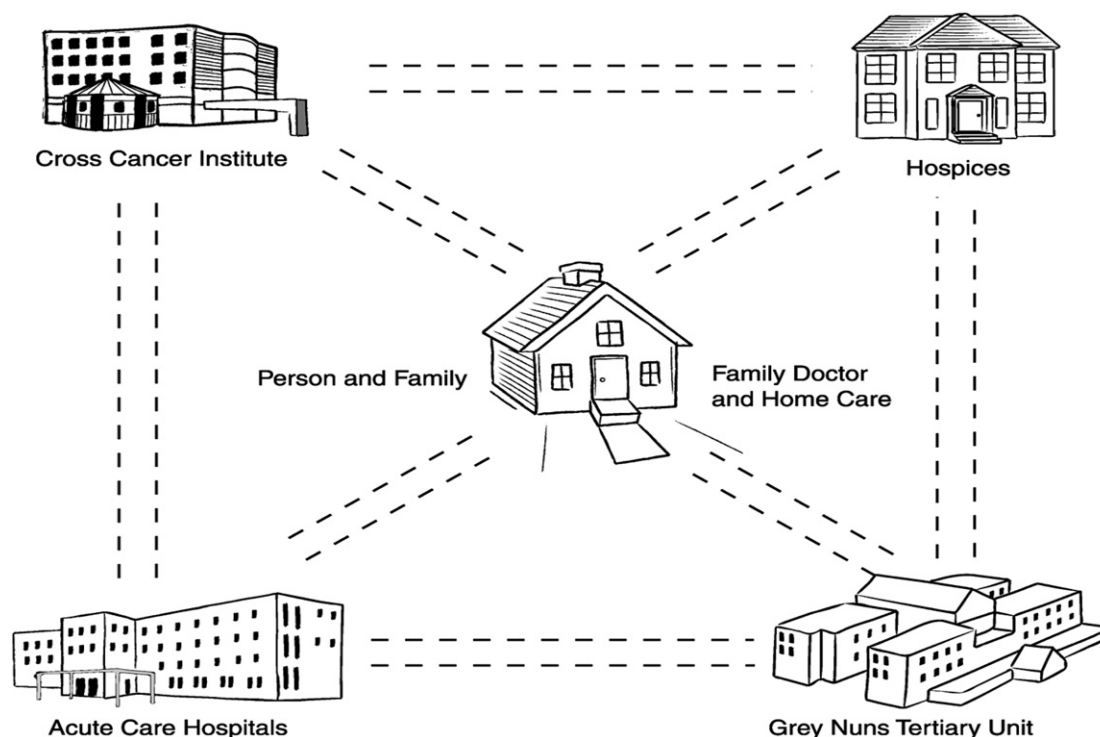 Cross Cancer Institute
Hospices
Person and Family
Family Doctor
and Home Care
Acute Care Hospitals
Grey Nuns Tertiary Unit